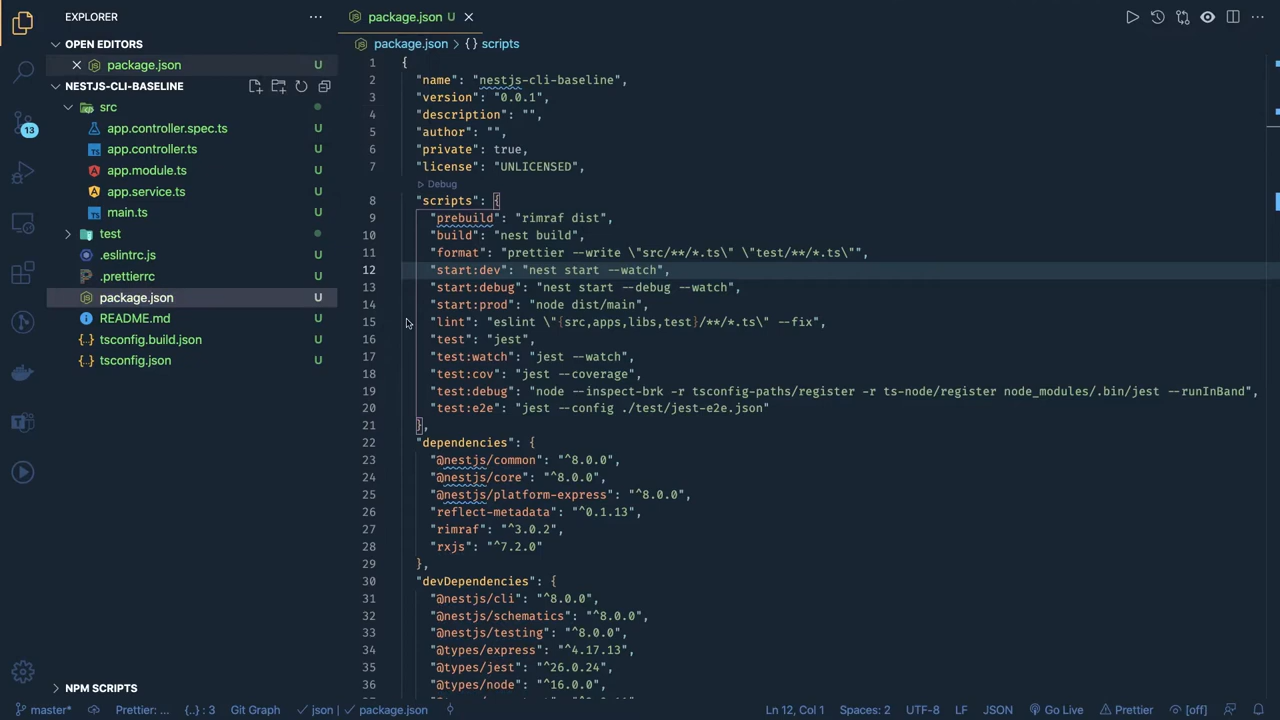 EXPLORER
package.json U
OPEN EDITORS
package.json > {} scripts
package.json U
NESTJS-CLI-BASELINE
src
app.controller.spec.ts U
app.controller.ts U
app.module.ts U
app.service.ts U
main.ts U
test
.eslintrc.js U
.prettierrc U
package.json U
README.md U
tsconfig.build.json U
tsconfig.json U
13
NPM SCRIPTS
1 {
2 "name": "nestjs-cli-baseline",
3 "version": "0.0.1",
4 "description": "",
5 "author": "",
6 "private": true,
7 "license": "UNLICENSED",
Debug
8 "scripts": {
9 "prebuild": "rimraf dist",
10 "build": "nest build",
11 "format": "prettier --write \"src/**/*.ts\" \"test/**/*.ts\"",
12 "start:dev": "nest start --watch",
13 "start:debug": "nest start --debug --watch",
14 "start:prod": "node dist/main",
15 "lint": "eslint \"{src,apps,libs,test}/**/*.ts\" --fix",
16 "test": "jest",
17 "test:watch": "jest --watch",
18 "test:cov": "jest --coverage",
19 "test:debug": "node --inspect-brk -r tsconfig-paths/register -r ts-node/register node_modules/.bin/jest --runInBand",
20 "test:e2e": "jest --config ./test/jest-e2e.json"
21 },
22 "dependencies": {
23 "@nestjs/common": "^8.0.0",
24 "@nestjs/core": "^8.0.0",
25 "@nestjs/platform-express": "^8.0.0",
26 "reflect-metadata": "^0.1.13",
27 "rimraf": "^3.0.2",
28 "rxjs": "^7.2.0"
29 },
30 "devDependencies": {
31 "@nestjs/cli": "^8.0.0",
32 "@nestjs/schematics": "^8.0.0",
33 "@nestjs/testing": "^8.0.0",
34 "@types/express": "^4.17.13",
35 "@types/jest": "^26.0.24",
36 "@types/node": "^16.0.0",
master* Prettier: ... {..} : 3 Git Graph json package.json Ln 12, Col 1 Spaces: 2 UTF-8 LF JSON Go Live Prettier [off]